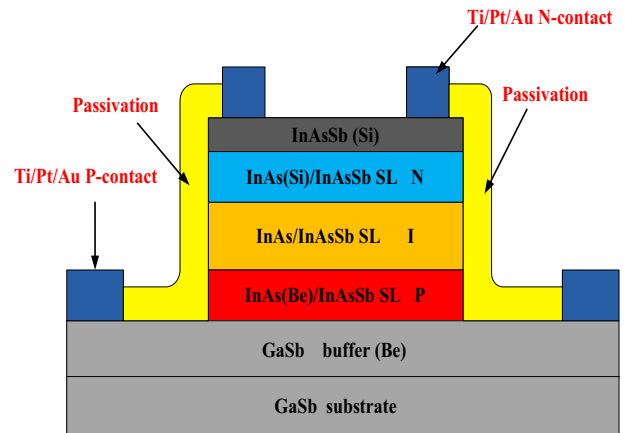 Ti/Pt/Au N-contact
Passivation
Passivation
Ti/Pt/Au P-contact
InAsSb (Si)
InAs(Si)/InAsSb SL N
InAs/InAsSb SL I
InAs(Be)/InAsSb SL P
GaSb buffer (Be)
GaSb substrate